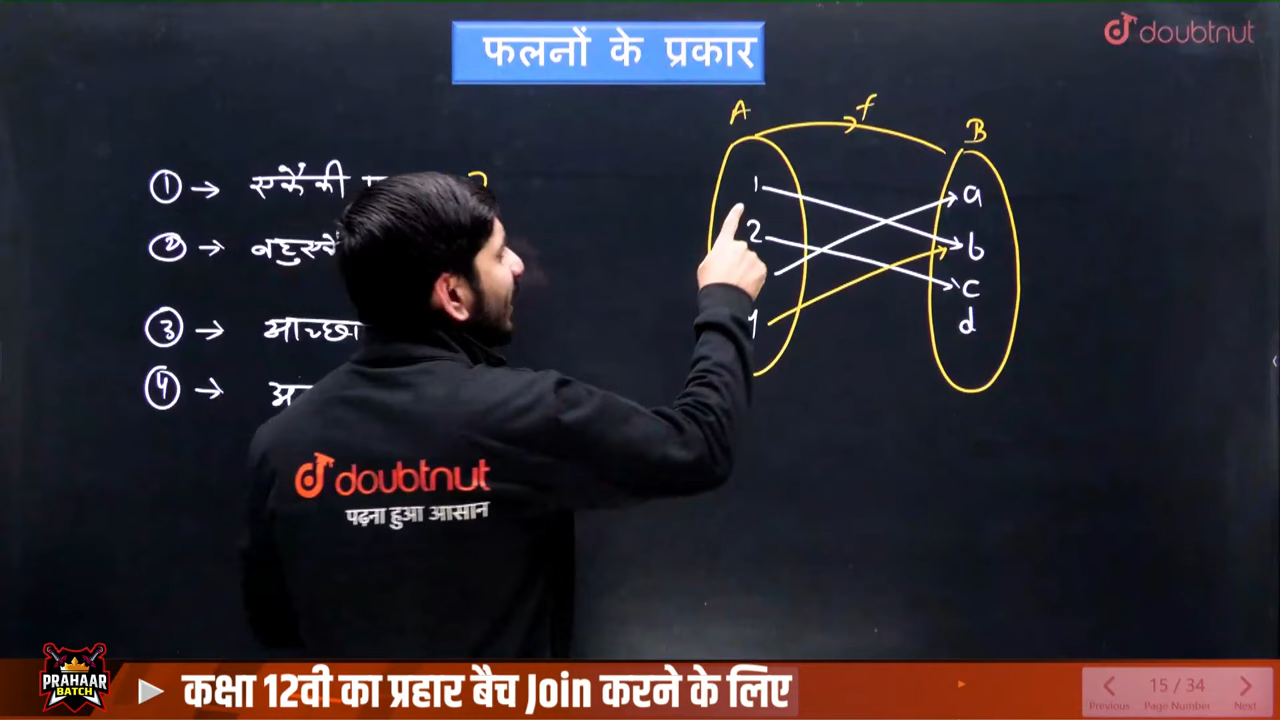 फलनों के प्रकार
doubtnut
A f B
① → एकैकी
② → बहुएकै
③ → आच्छा
④ → अ
1 a
2 b
c
4 d
doubtnut
पढ़ना हुआ आसान
PRAHAAR
BATCH
कक्षा 12वी का प्रहार बैच Join करने के लिए
15 / 34
Previous Page Number Next